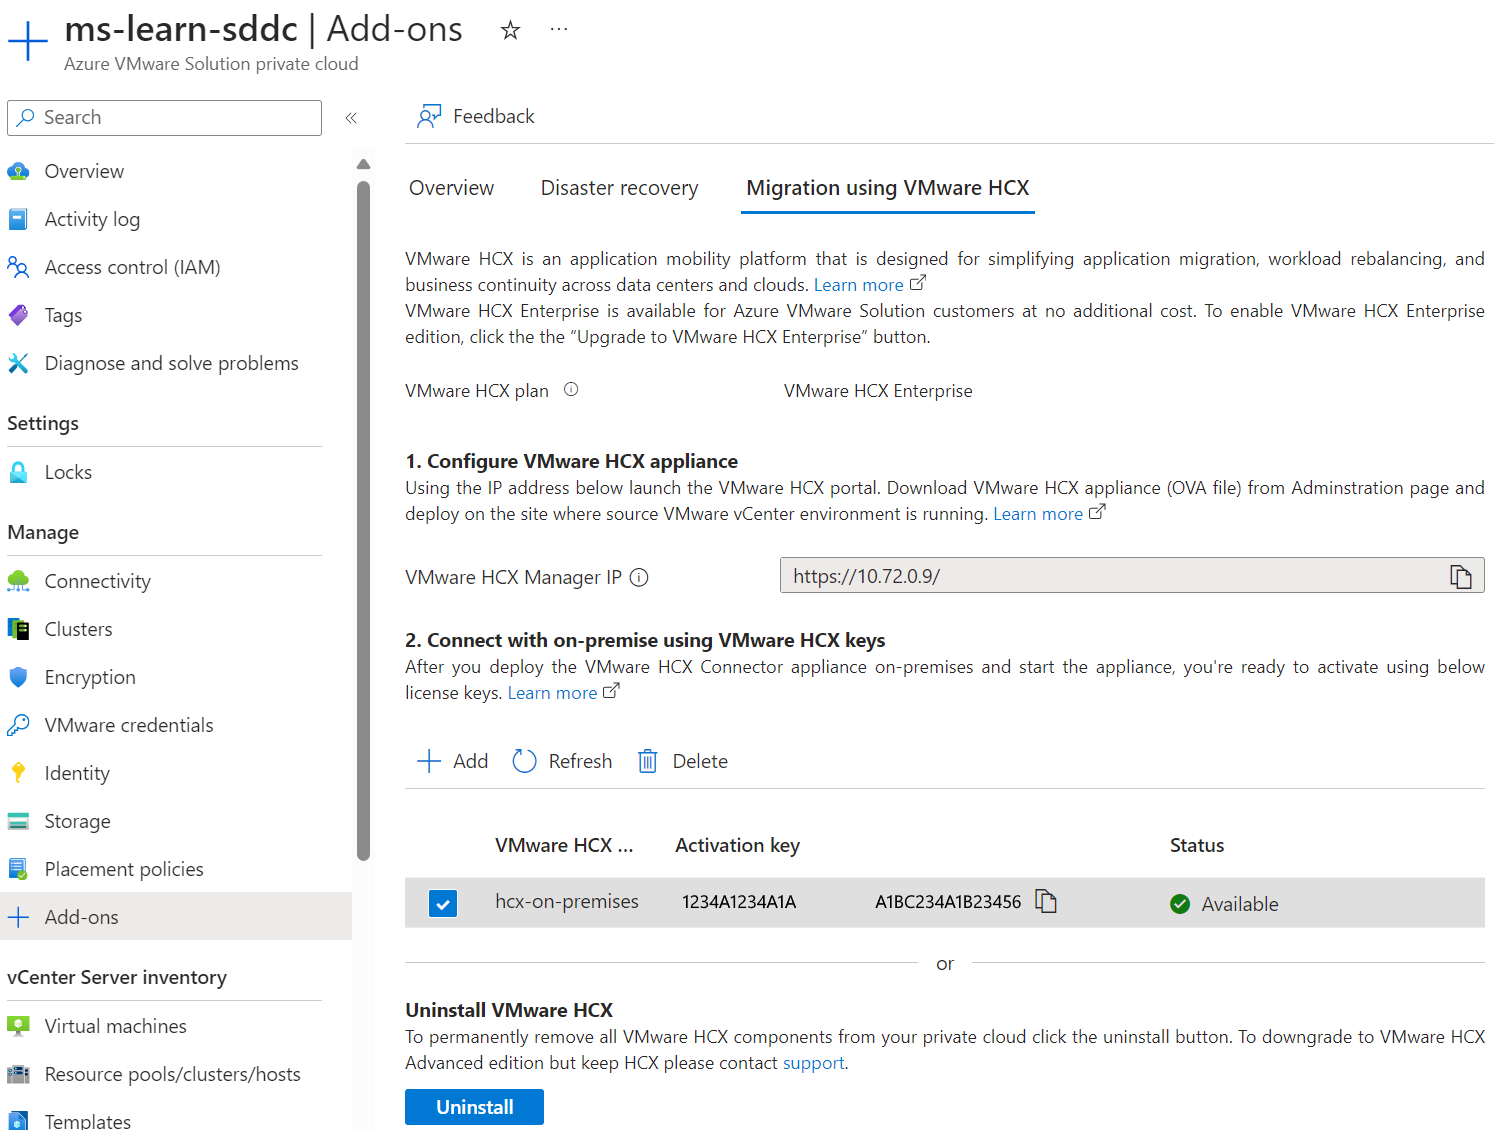 ms-learn-sddc | Add-ons
Azure VMware Solution private cloud
Search
Overview
Activity log
Access control (IAM)
Tags
Diagnose and solve problems
Settings
Locks
Manage
Connectivity
Clusters
Encryption
VMware credentials
Identity
Storage
Placement policies
Add-ons
vCenter Server inventory
Virtual machines
Resource pools/clusters/hosts
Templates
Feedback
Overview Disaster recovery Migration using VMware HCX
VMware HCX is an application mobility platform that is designed for simplifying application migration, workload rebalancing, and
business continuity across data centers and clouds. Learn more
VMware HCX Enterprise is available for Azure VMware Solution customers at no additional cost. To enable VMware HCX Enterprise
edition, click the the “Upgrade to VMware HCX Enterprise” button.
VMware HCX plan VMware HCX Enterprise
1. Configure VMware HCX appliance
Using the IP address below launch the VMware HCX portal. Download VMware HCX appliance (OVA file) from Adminstration page and
deploy on the site where source VMware vCenter environment is running. Learn more
VMware HCX Manager IP https://10.72.0.9/
2. Connect with on-premise using VMware HCX keys
After you deploy the VMware HCX Connector appliance on-premises and start the appliance, you're ready to activate using below
license keys. Learn more
Add Refresh Delete
VMware HCX ... Activation key Status
hcx-on-premises 1234A1234A1A A1BC234A1B23456 Available
or
Uninstall VMware HCX
To permanently remove all VMware HCX components from your private cloud click the uninstall button. To downgrade to VMware HCX
Advanced edition but keep HCX please contact support.
Uninstall